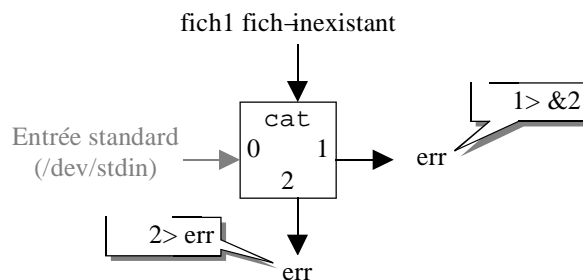 fich1 fich-inexistant
1> &2
cat
Entrée standard
(/dev/stdin)
0
1
err
2
2> err
err